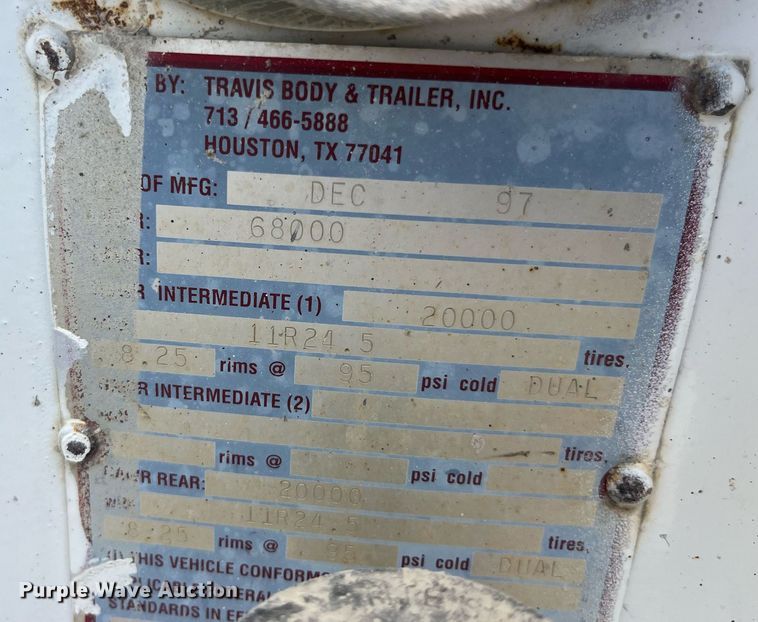 BY: TRAVIS BODY & TRAILER, INC.
713 / 466-5888
HOUSTON, TX 77041
OF MFG: DEC 97
R: 68000
R:
R INTERMEDIATE (1) 20000
11R24.5 tires,
8.25 rims @ 95 psi cold DUAL
R INTERMEDIATE (2)
tires,
rims @ psi cold
GAWR REAR: 20000
11R24.5 tires,
8.25 rims @ 95 psi cold DUAL
THIS VEHICLE CONFORMS
STANDARDS IN EF
Purple Wave Auction